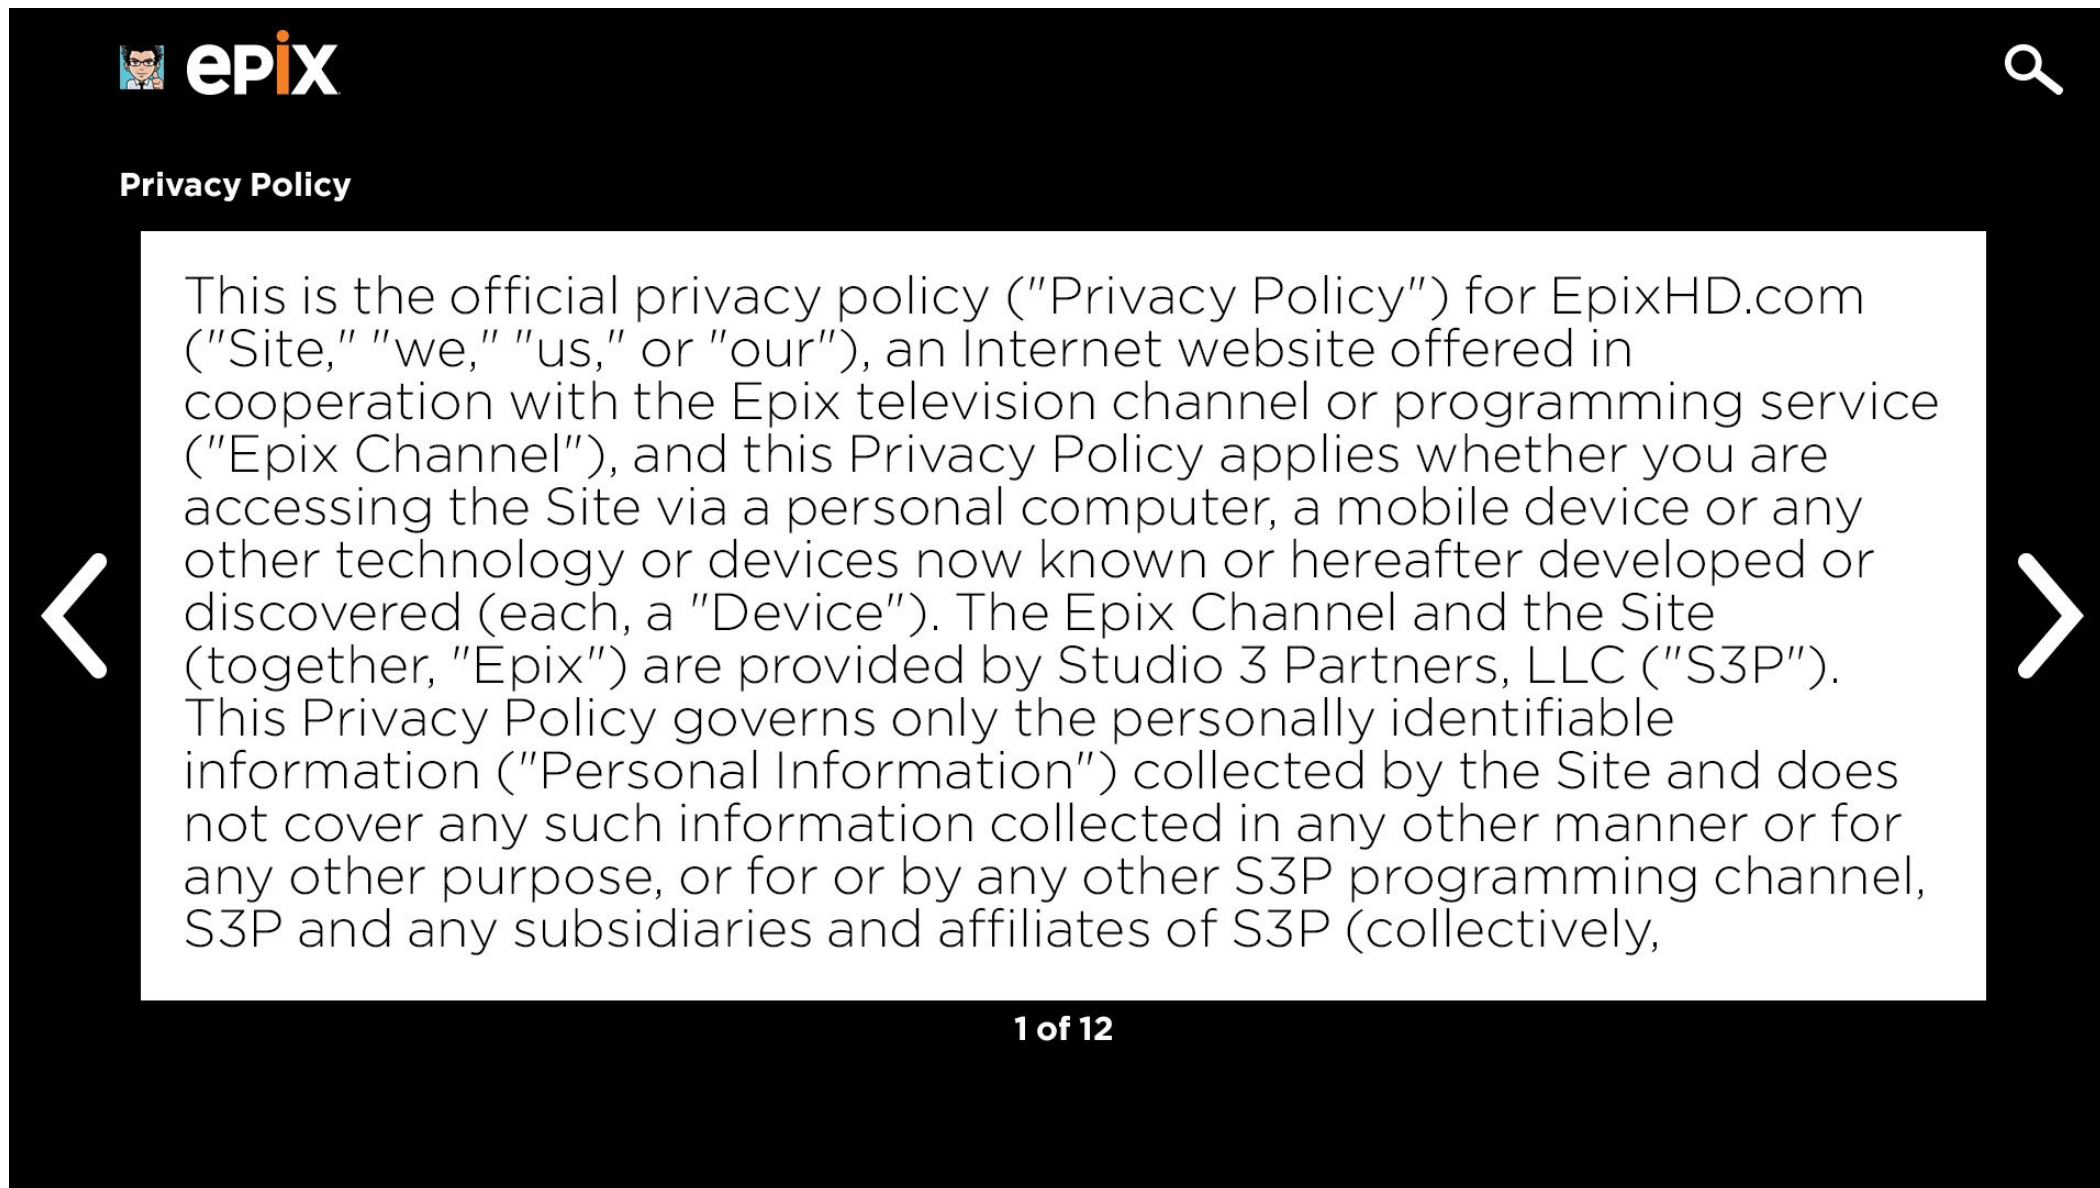 epix
Privacy Policy
This is the official privacy policy ("Privacy Policy") for EpixHD.com
("Site," "we," "us," or "our"), an Internet website offered in
cooperation with the Epix television channel or programming service
("Epix Channel"), and this Privacy Policy applies whether you are
accessing the Site via a personal computer, a mobile device or any
other technology or devices now known or hereafter developed or
discovered (each, a "Device"). The Epix Channel and the Site
(together, "Epix") are provided by Studio 3 Partners, LLC ("S3P").
This Privacy Policy governs only the personally identifiable
information ("Personal Information") collected by the Site and does
not cover any such information collected in any other manner or for
any other purpose, or for or by any other S3P programming channel,
S3P and any subsidiaries and affiliates of S3P (collectively,
1 of 12